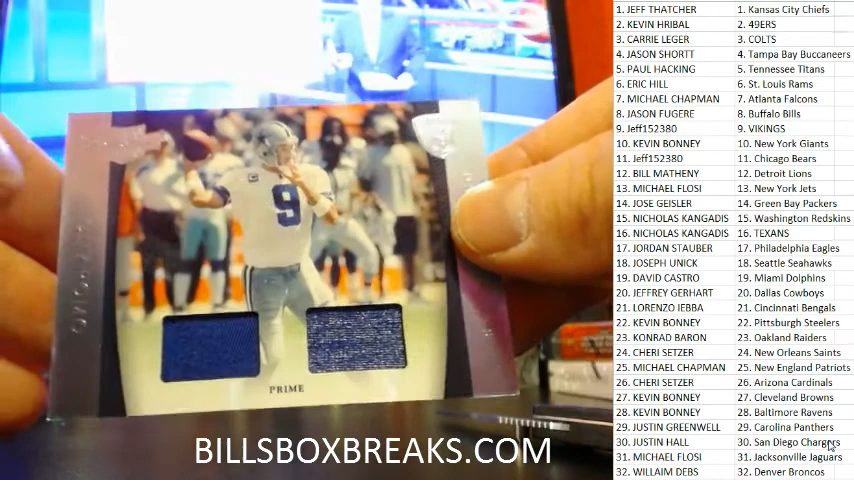 1. JEFF THATCHER 1. Kansas City Chiefs
2. KEVIN HRIBAL 2. 49ERS
3. CARRIE LEGER 3. COLTS
4. JASON SHORTT 4. Tampa Bay Buccaneers
5. PAUL HACKING 5. Tennessee Titans
6. ERIC HILL 6. St. Louis Rams
7. MICHAEL CHAPMAN 7. Atlanta Falcons
8. JASON FUGERE 8. Buffalo Bills
9. Jeff152380 9. VIKINGS
10. KEVIN BONNEY 10. New York Giants
11. Jeff152380 11. Chicago Bears
12. BILL MATHENY 12. Detroit Lions
13. MICHAEL FLOSI 13. New York Jets
14. JOSE GEISLER 14. Green Bay Packers
15. NICHOLAS KANGADIS 15. Washington Redskins
16. NICHOLAS KANGADIS 16. TEXANS
17. JORDAN STAUBER 17. Philadelphia Eagles
18. JOSEPH UNICK 18. Seattle Seahawks
19. DAVID CASTRO 19. Miami Dolphins
20. JEFFREY GERHART 20. Dallas Cowboys
21. LORENZO IEBBA 21. Cincinnati Bengals
22. KEVIN BONNEY 22. Pittsburgh Steelers
23. KONRAD BARON 23. Oakland Raiders
24. CHERI SETZER 24. New Orleans Saints
25. MICHAEL CHAPMAN 25. New England Patriots
26. CHERI SETZER 26. Arizona Cardinals
27. KEVIN BONNEY 27. Cleveland Browns
28. KEVIN BONNEY 28. Baltimore Ravens
29. JUSTIN GREENWELL 29. Carolina Panthers
30. JUSTIN HALL 30. San Diego Chargers
31. MICHAEL FLOSI 31. Jacksonville Jaguars
32. WILLAIM DEBS 32. Denver Broncos
9
PRIME
BILLSBOXBREAKS.COM